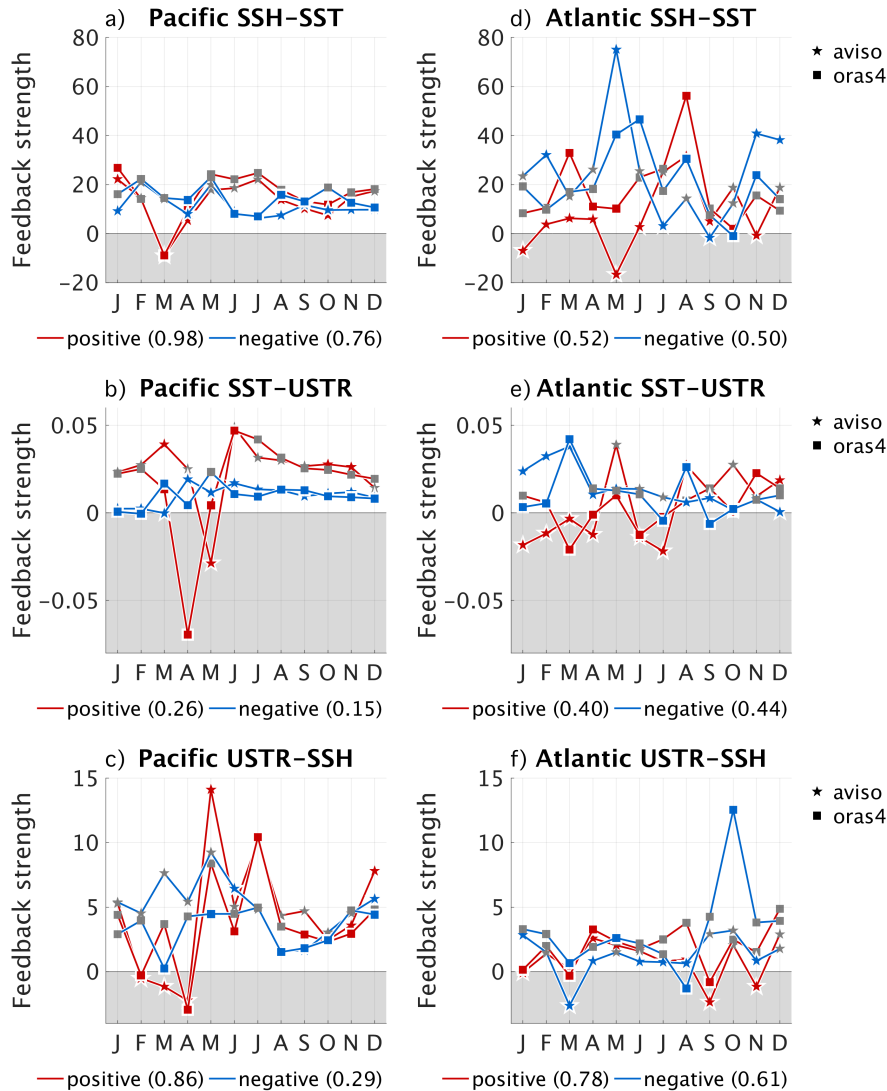 a) Pacific SSH-SST
Feedback strength
80
60
40
20
0
-20
J F M A M J J A S O N D
positive (0.98) negative (0.76)
d) Atlantic SSH-SST
Feedback strength
80
60
40
20
0
-20
J F M A M J J A S O N D
positive (0.52) negative (0.50)
aviso
oras4
b) Pacific SST-USTR
Feedback strength
0.05
0
-0.05
J F M A M J J A S O N D
positive (0.26) negative (0.15)
e) Atlantic SST-USTR
Feedback strength
0.05
0
-0.05
J F M A M J J A S O N D
positive (0.40) negative (0.44)
aviso
oras4
c) Pacific USTR-SSH
Feedback strength
15
10
5
0
J F M A M J J A S O N D
positive (0.86) negative (0.29)
f) Atlantic USTR-SSH
Feedback strength
15
10
5
0
J F M A M J J A S O N D
positive (0.78) negative (0.61)
aviso
oras4